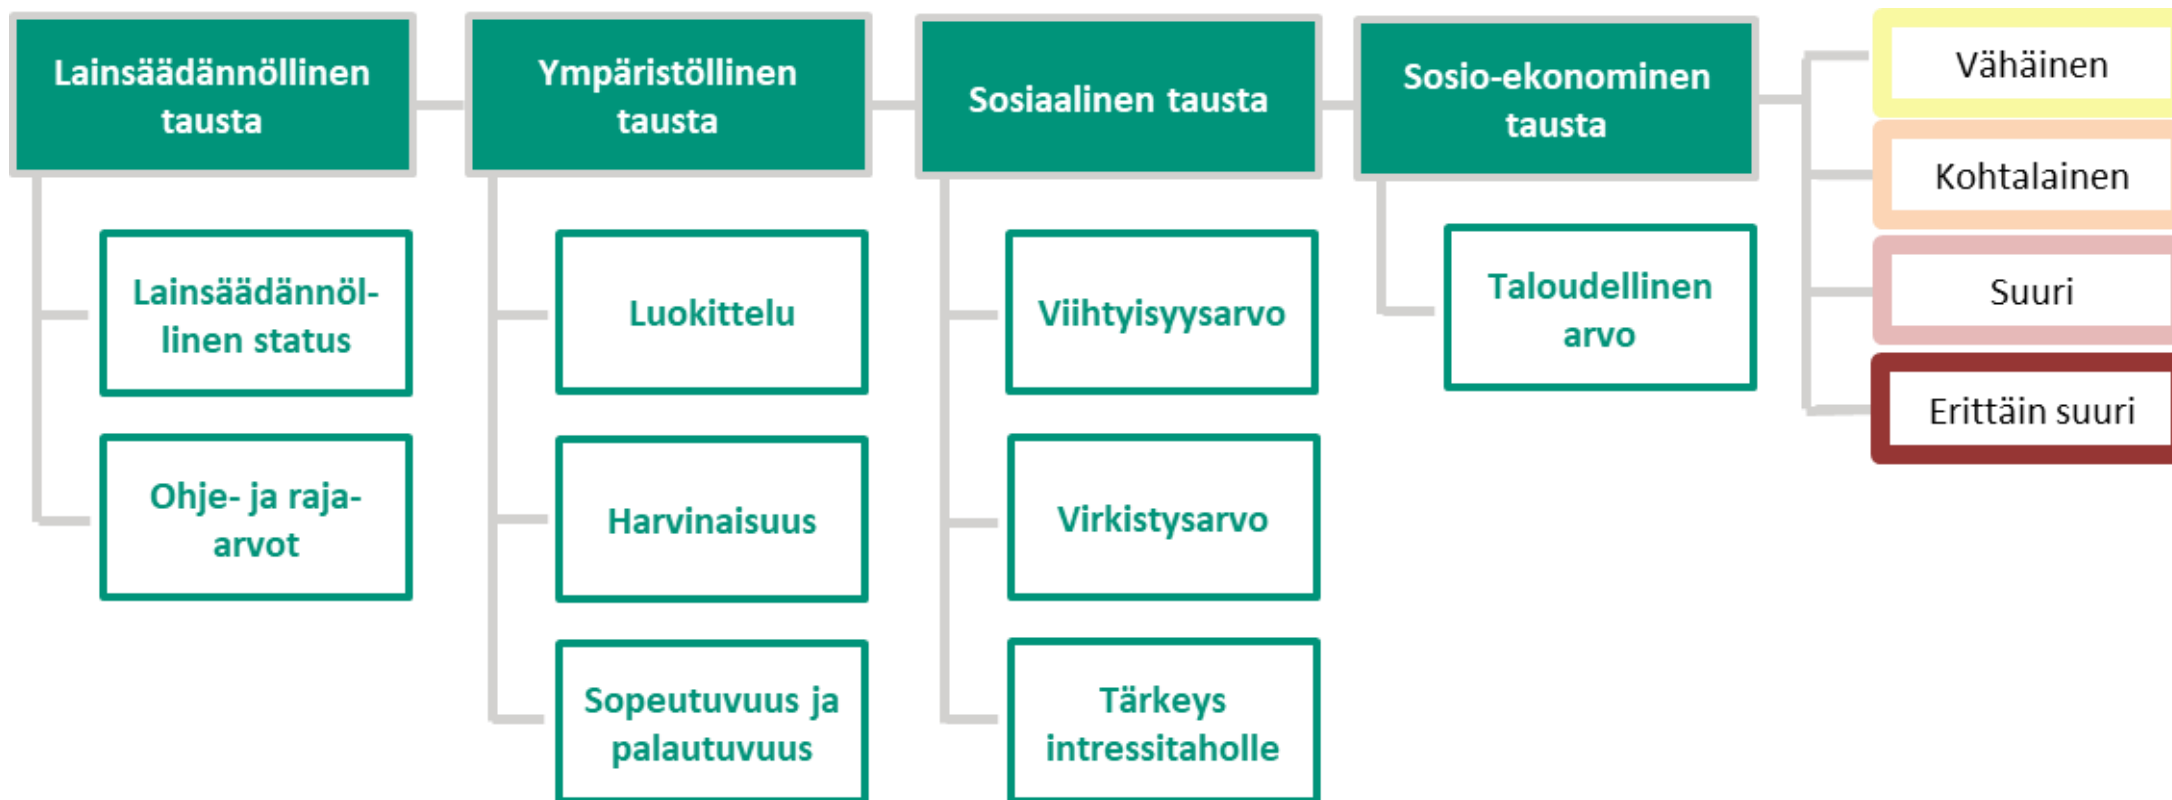 Lainsäädännöllinen
tausta
Lainsäädännöl-
linen status
Ohje- ja raja-
arvot
Ympäristöllinen
tausta
Luokittelu
Harvinaisuus
Sopeutuvuus ja
palautuvuus
Sosiaalinen tausta
Viihtyisyysarvo
Virkistysarvo
Tärkeys
intressitaholle
Sosio-ekonominen
tausta
Taloudellinen
arvo
Vähäinen
Kohtalainen
Suuri
Erittäin suuri